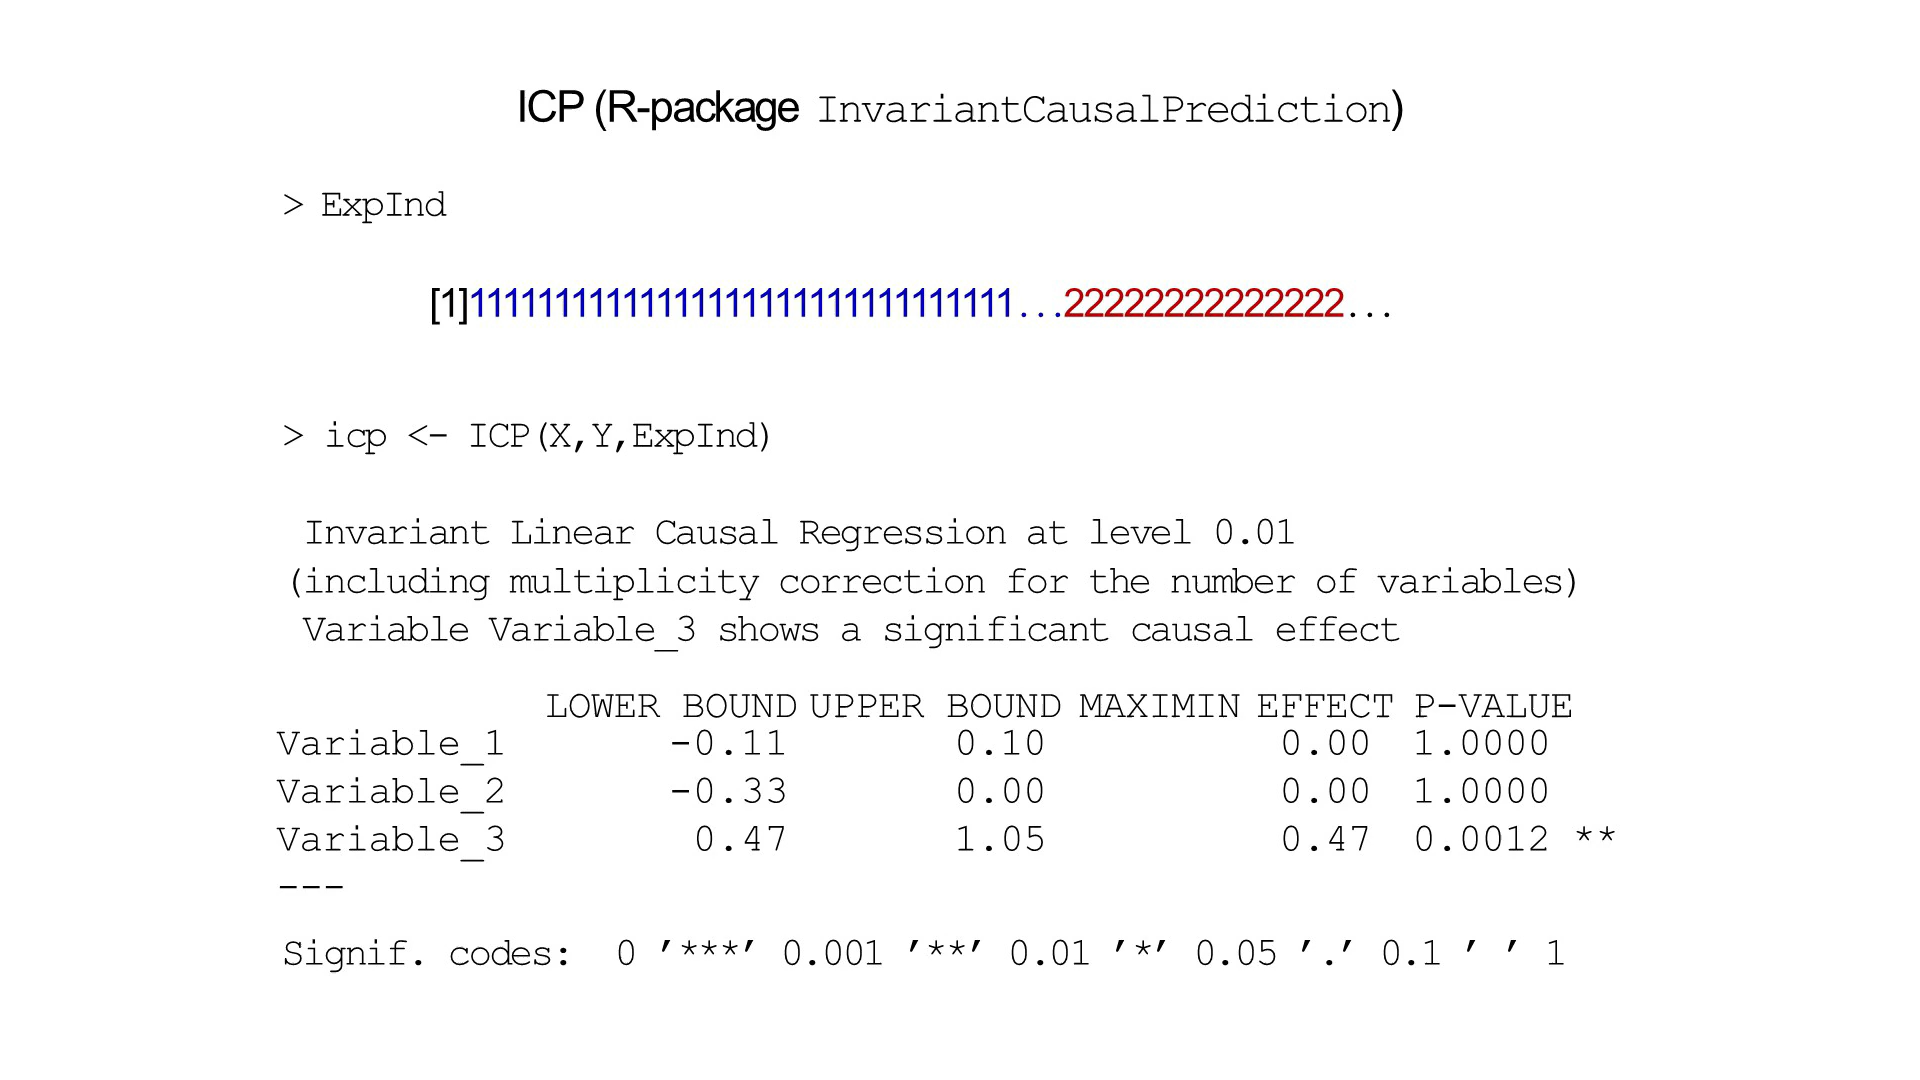 ICP (R-package InvariantCausalPrediction)
> ExpInd
[1]11111111111111111111111111111111...22222222222222...
> icp <- ICP(X,Y,ExpInd)
Invariant Linear Causal Regression at level 0.01
(including multiplicity correction for the number of variables)
Variable Variable_3 shows a significant causal effect
LOWER BOUND UPPER BOUND MAXIMIN EFFECT P-VALUE
Variable_1 -0.11 0.10 0.00 1.0000
Variable_2 -0.33 0.00 0.00 1.0000
Variable_3 0.47 1.05 0.47 0.0012 **
---
Signif. codes: 0 ’***’ 0.001 ’**’ 0.01 ’*’ 0.05 ’.’ 0.1 ’ ’ 1